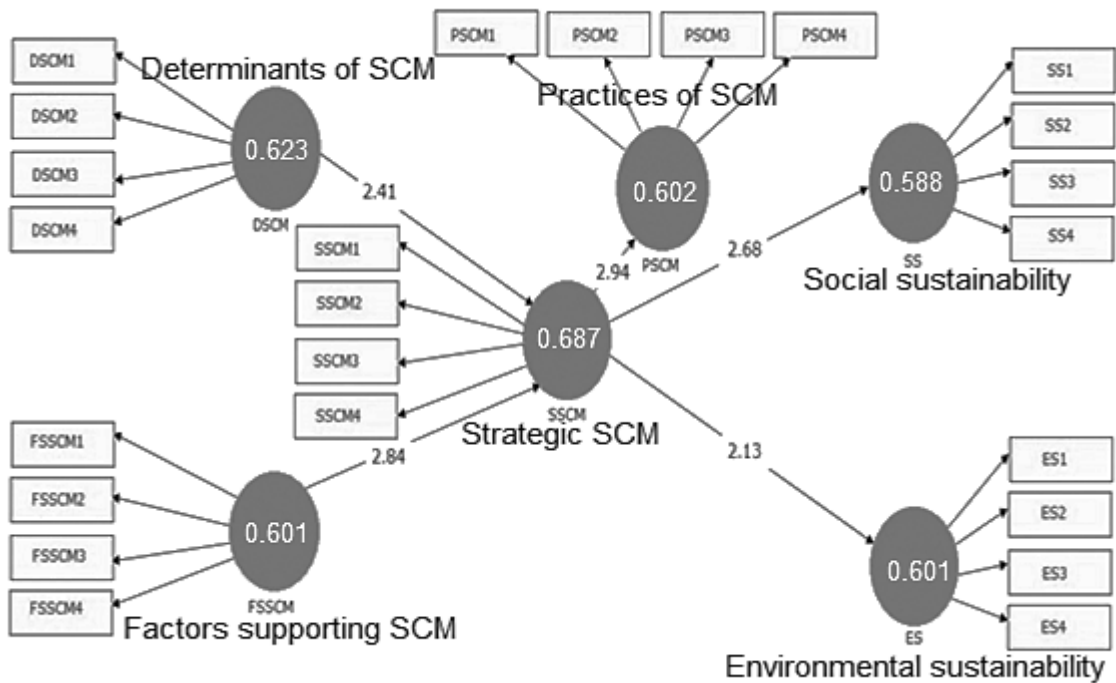 DSCM1
DSCM2
DSCM3
DSCM4
Determinants of SCM
0.623
DSCM
2.41
PSCM1
PSCM2
PSCM3
PSCM4
Practices of SCM
0.602
PSCM
2.94
SS1
SS2
SS3
SS4
0.588
SS
Social sustainability
2.68
SSCM1
SSCM2
SSCM3
SSCM4
0.687
SSCM
Strategic SCM
FSSCM1
FSSCM2
FSSCM3
FSSCM4
0.601
FSSCM
Factors supporting SCM
2.84
2.13
ES1
ES2
ES3
ES4
0.601
ES
Environmental sustainability